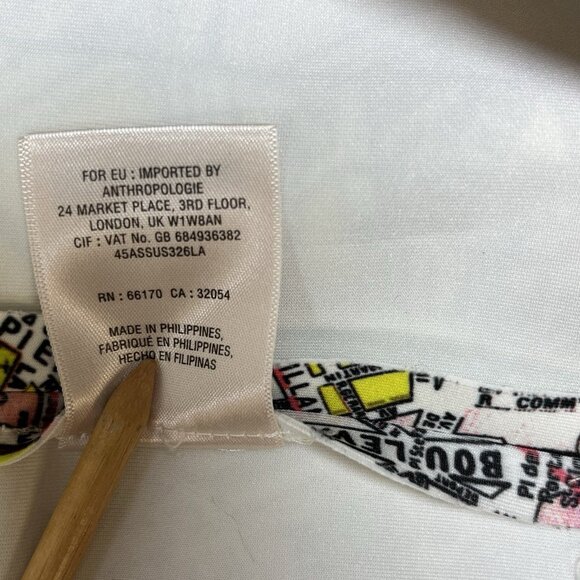 FOR EU : IMPORTED BY
ANTHROPOLOGIE
24 MARKET PLACE, 3RD FLOOR,
LONDON, UK W1W8AN
CIF : VAT No. GB 684936382
45ASSUS326LA
RN : 66170 CA : 32054
MADE IN PHILIPPINES,
FABRIQUÉ EN PHILIPPINES,
HECHO EN FILIPINAS
R COMM
BOULEV